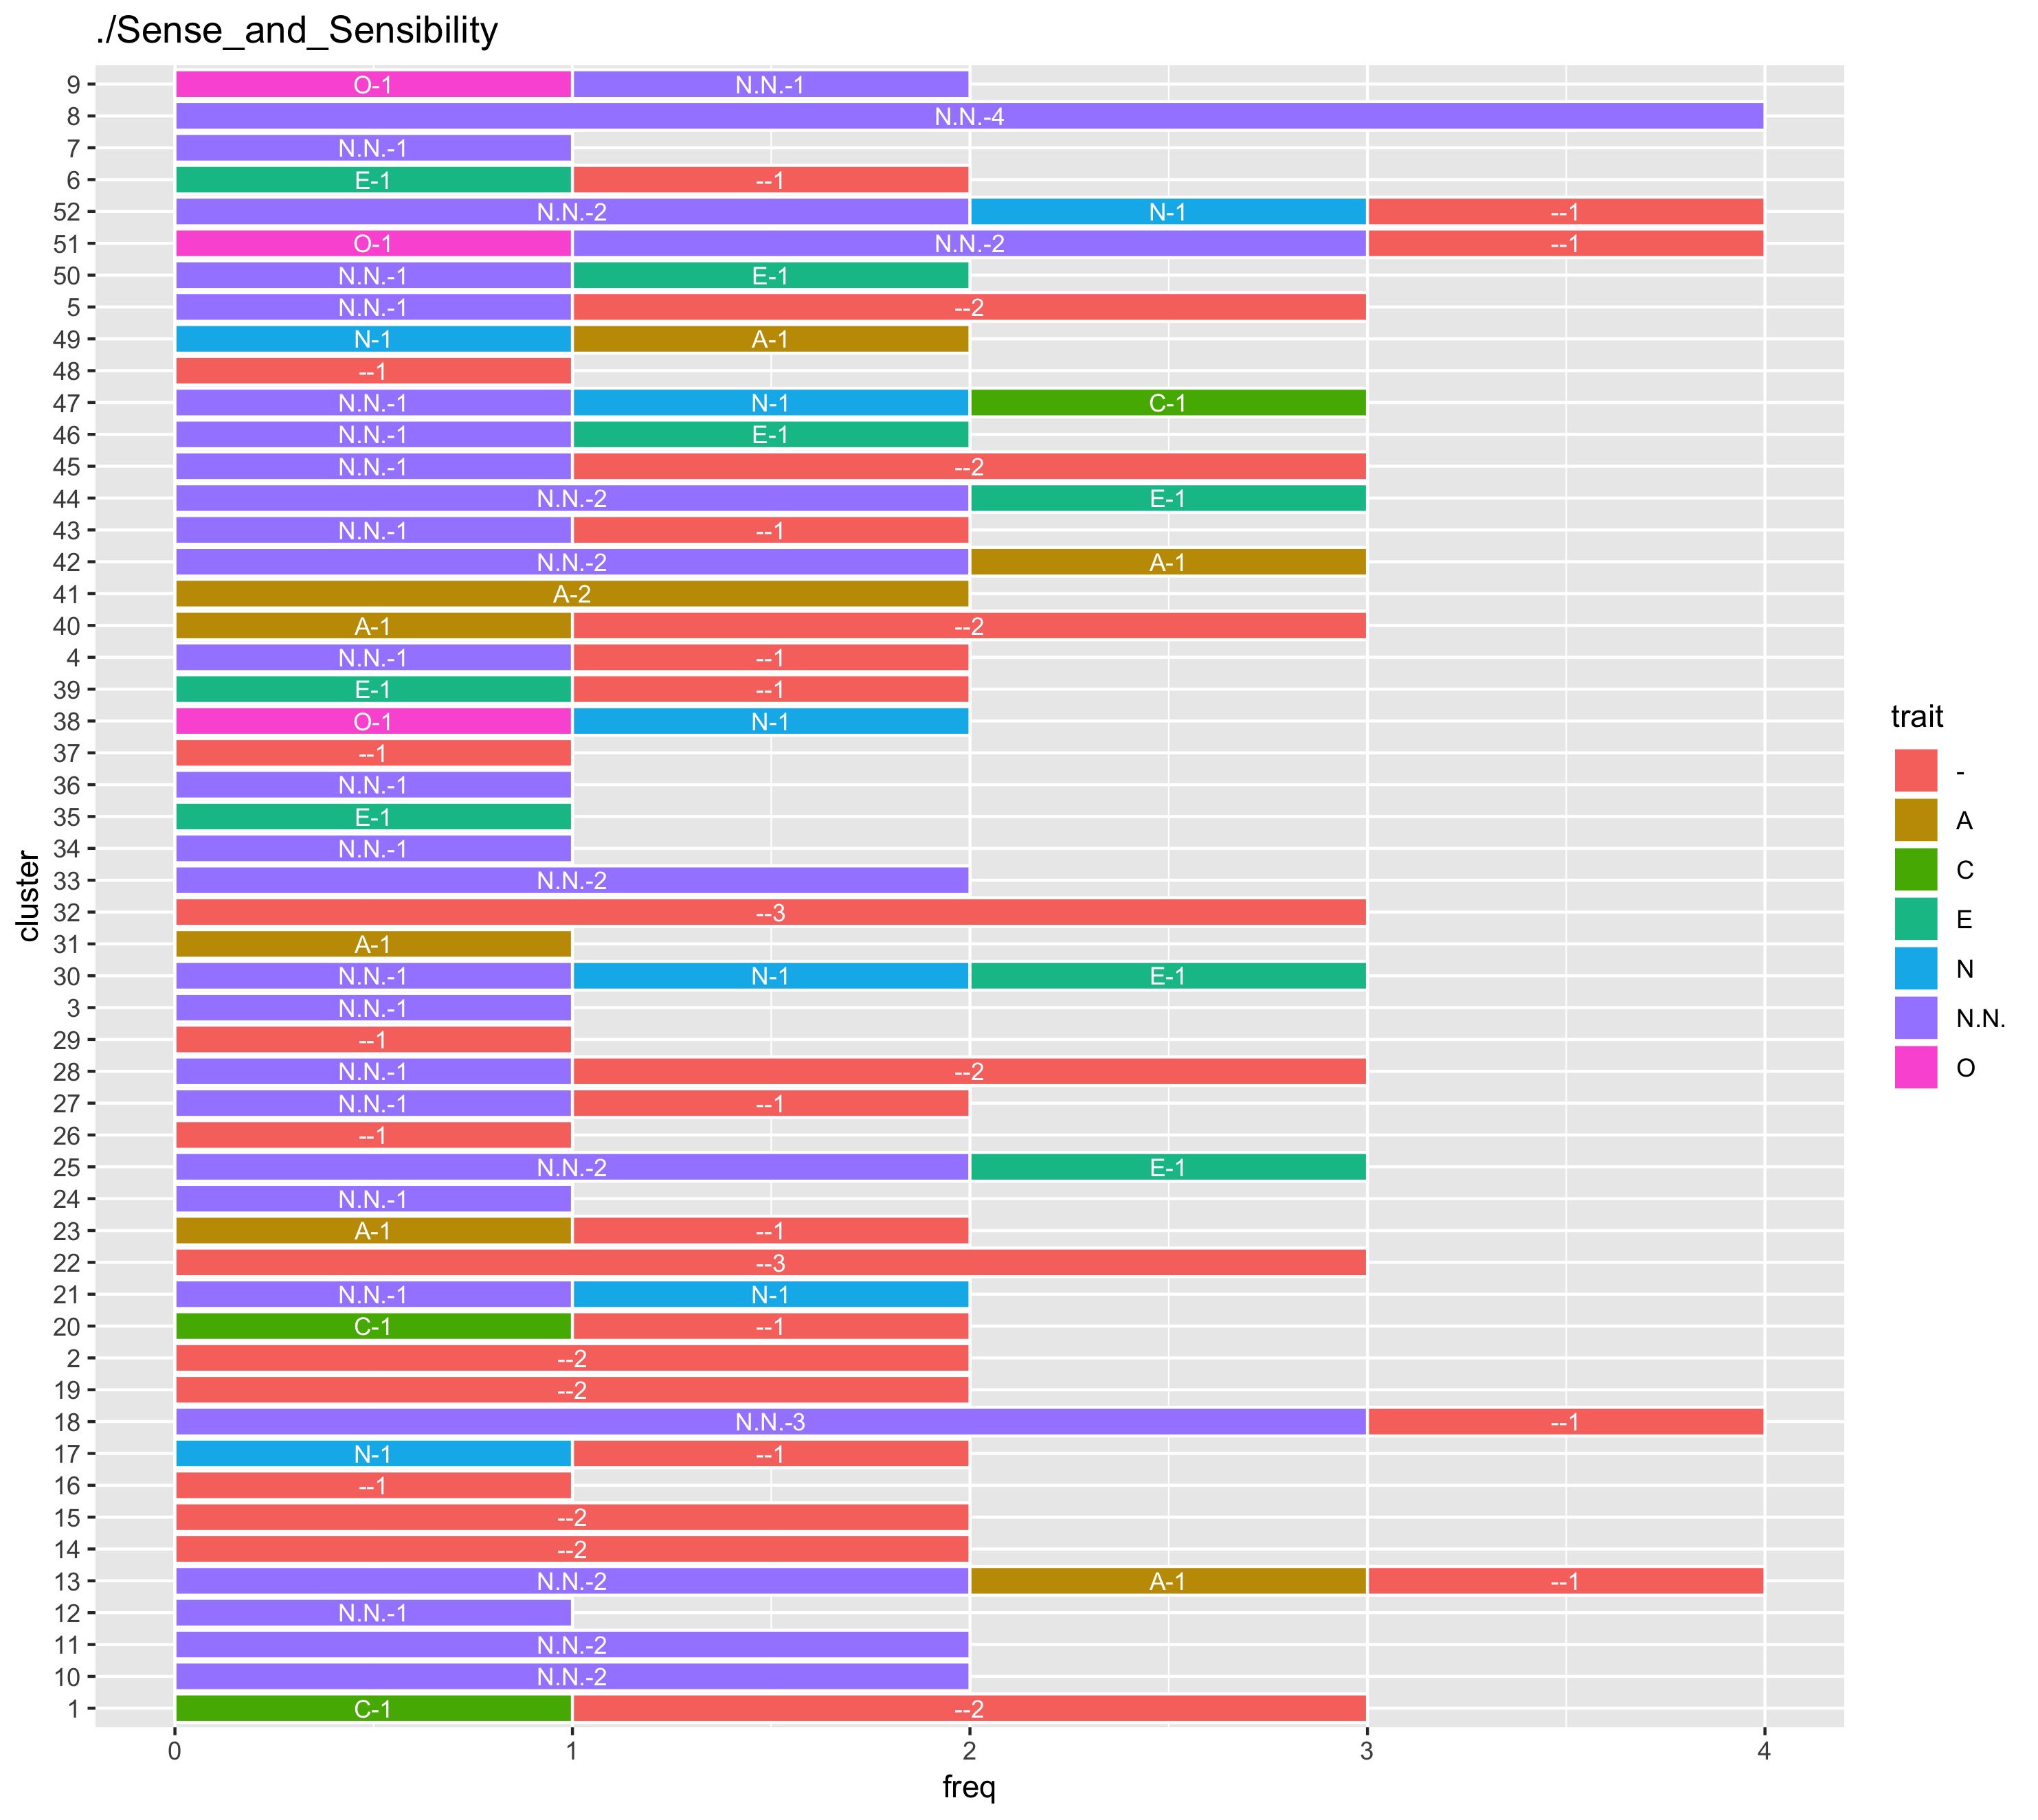 ./Sense_and_Sensibility
9 O-1 N.N.-1
8 N.N.-4
7 N.N.-1
6 E-1 --1
52 N.N.-2 N-1 --1
51 O-1 N.N.-2 --1
50 N.N.-1 E-1
5 N.N.-1 --2
49 N-1 A-1
48 --1
47 N.N.-1 N-1 C-1
46 N.N.-1 E-1
45 N.N.-1 --2
44 N.N.-2 E-1
43 N.N.-1 --1
42 N.N.-2 A-1
41 A-2
40 A-1 --2
4 N.N.-1 --1
39 E-1 --1
38 O-1 N-1
37 --1
36 N.N.-1
35 E-1
34 N.N.-1
33 N.N.-2
32 --3
31 A-1
30 N.N.-1 N-1 E-1
3 N.N.-1
29 --1
28 N.N.-1 --2
27 N.N.-1 --1
26 --1
25 N.N.-2 E-1
24 N.N.-1
23 A-1 --1
22 --3
21 N.N.-1 N-1
20 C-1 --1
2 --2
19 --2
18 N.N.-3 --1
17 N-1 --1
16 --1
15 --2
14 --2
13 N.N.-2 A-1 --1
12 N.N.-1
11 N.N.-2
10 N.N.-2
1 C-1 --2
0 1 2 3 4
freq
cluster
trait
-
A
C
E
N
N.N.
O